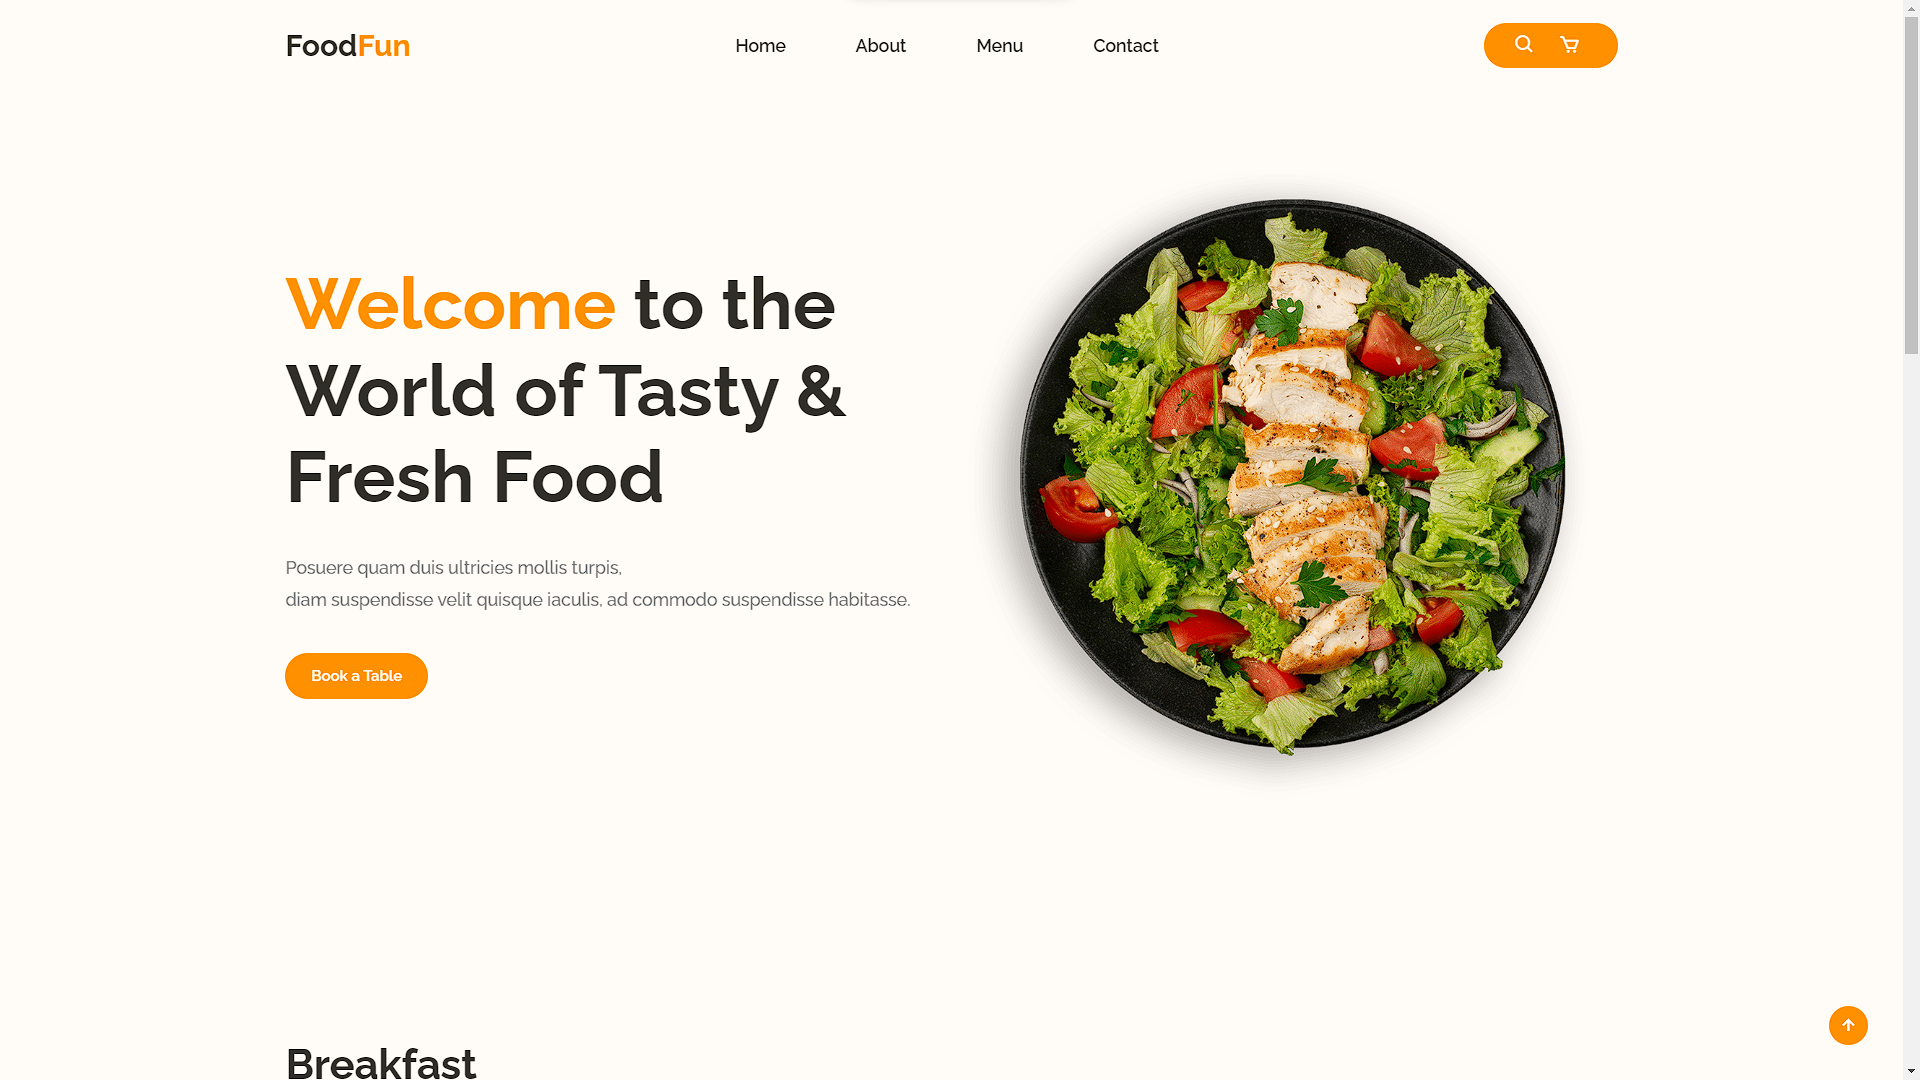 FoodFun
Home
About
Menu
Contact
Welcome to the
World of Tasty &
Fresh Food
Posuere quam duis ultricies mollis turpis,
diam suspendisse velit quisque iaculis, ad commodo suspendisse habitasse.
Book a Table
Breakfast